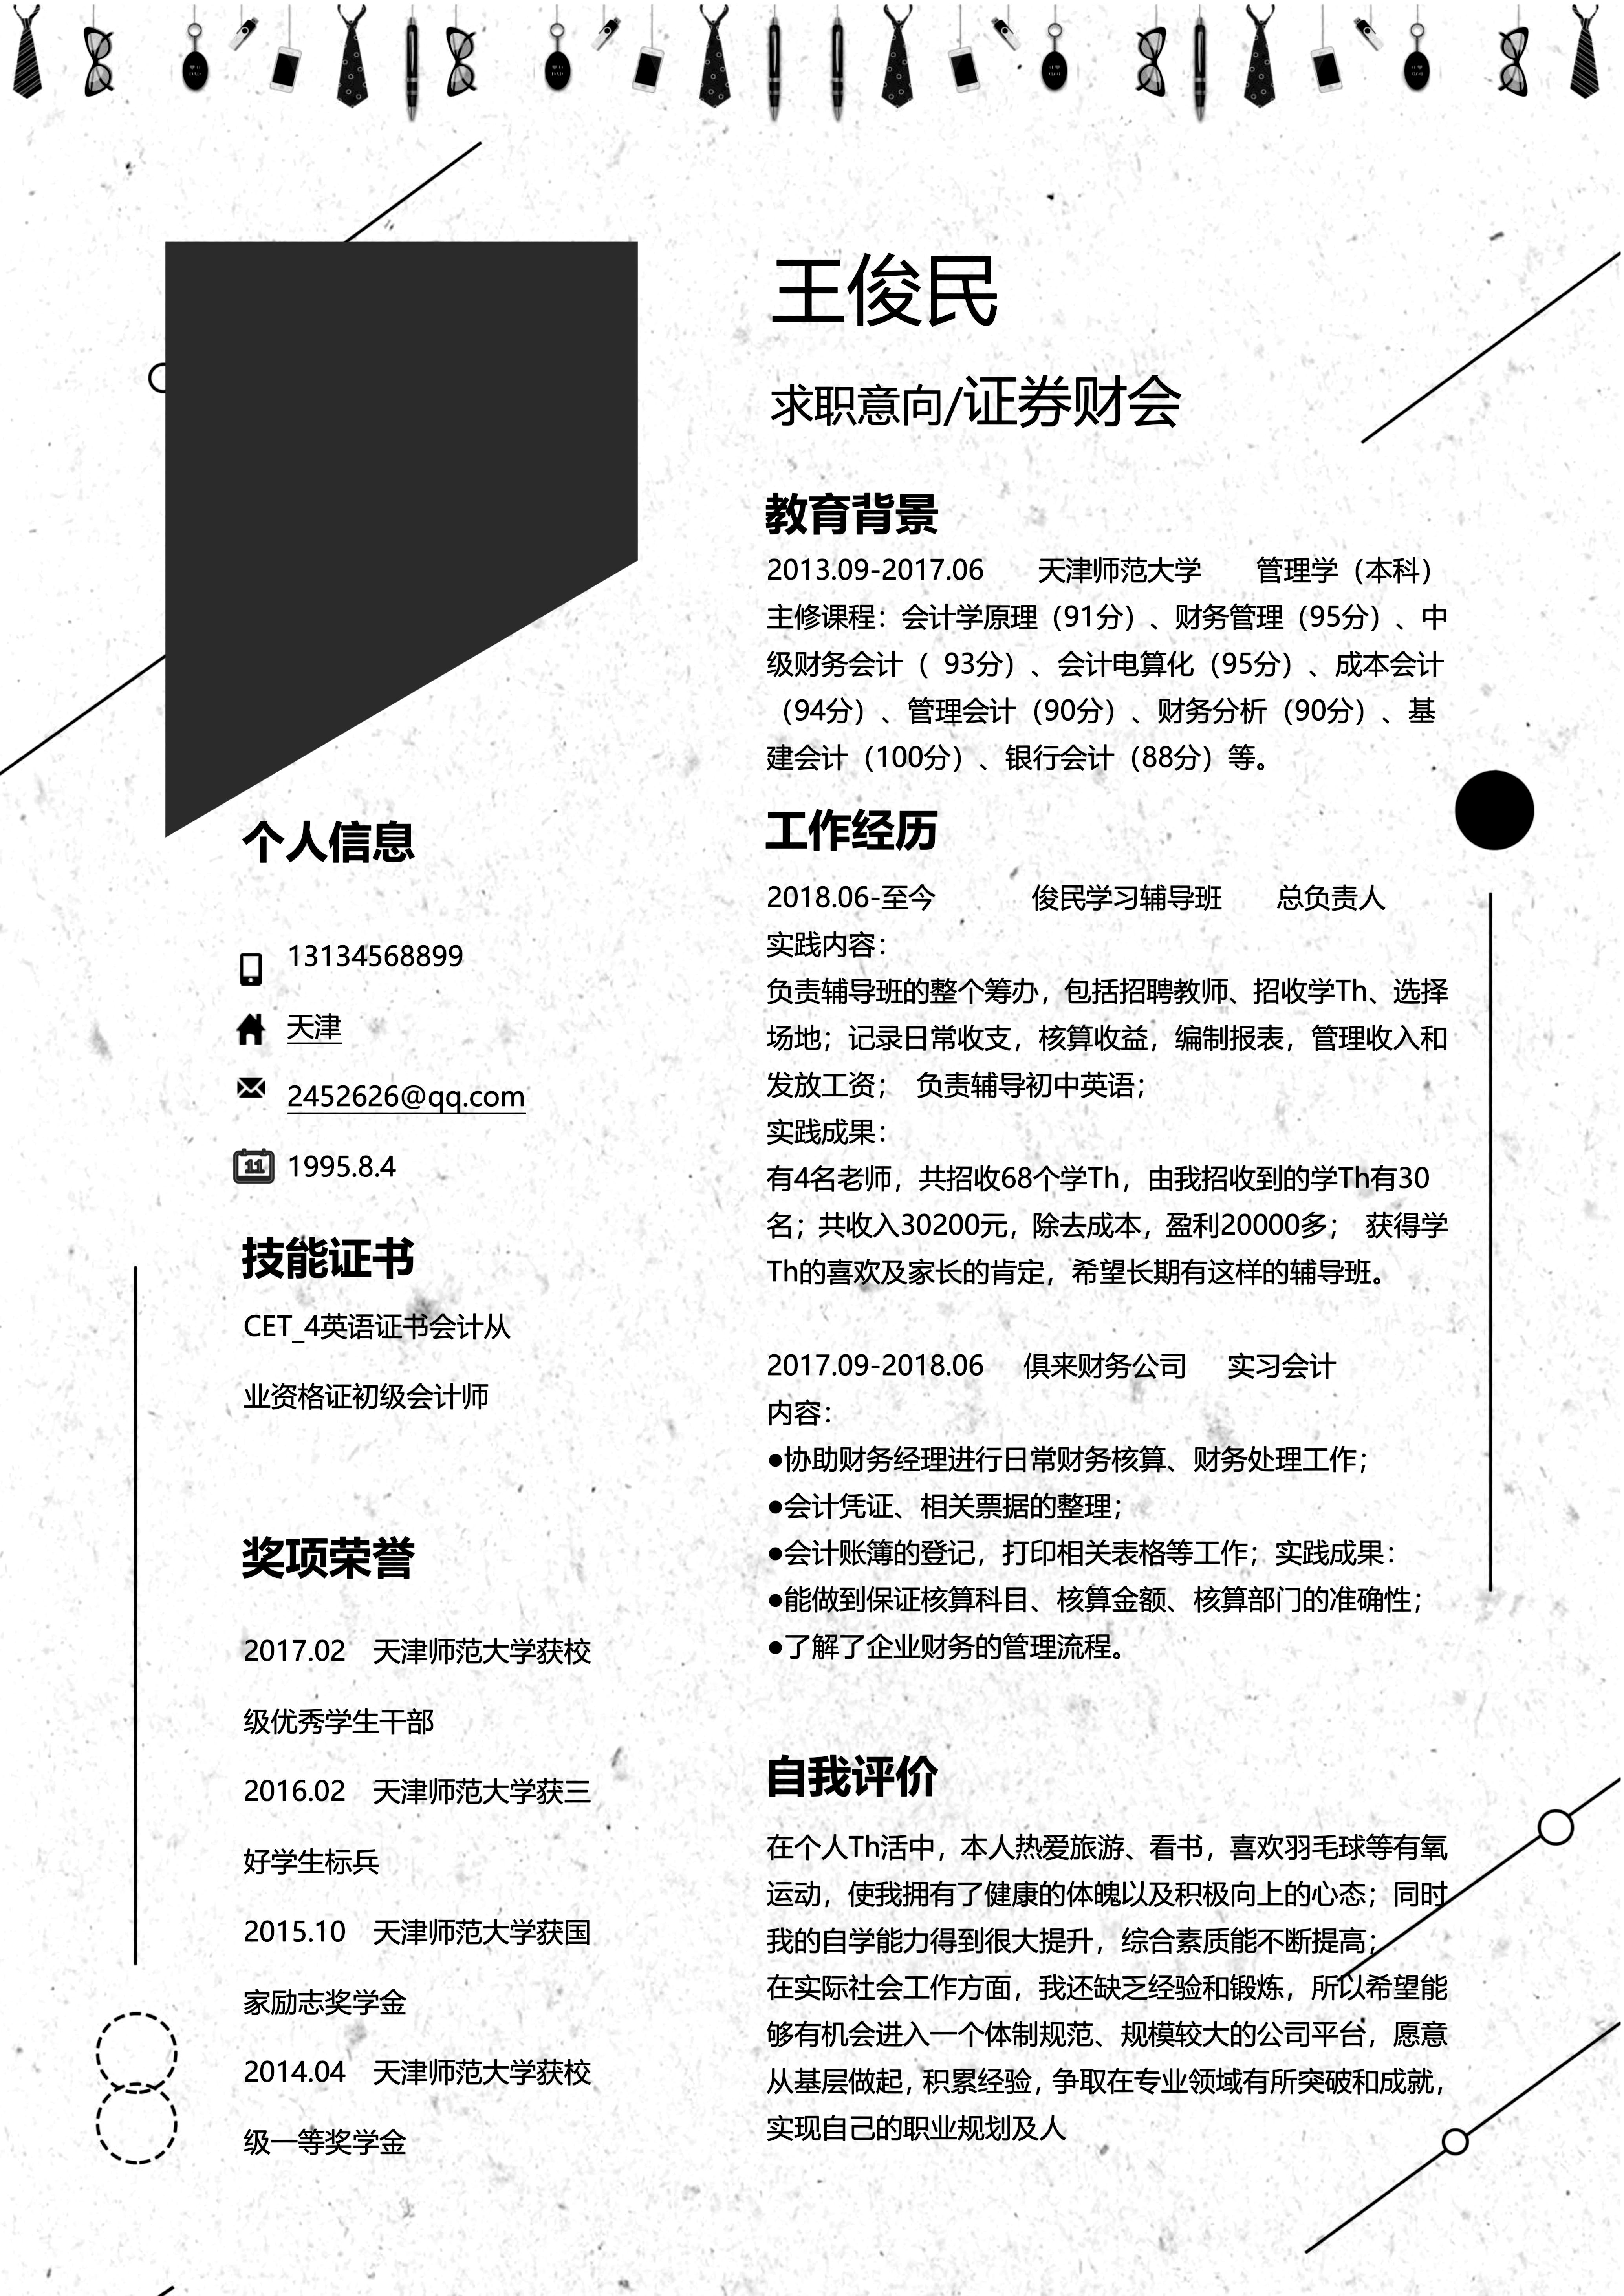 王俊民
求职意向/证券财会
教育背景
2013.09-2017.06 天津师范大学 管理学（本科）
主修课程：会计学原理（91分）、财务管理（95分）、中
级财务会计（ 93分）、会计电算化（95分）、成本会计
（94分）、管理会计（90分）、财务分析（90分）、基
建会计（100分）、银行会计（88分）等。
工作经历
2018.06-至今 俊民学习辅导班 总负责人
实践内容：
负责辅导班的整个筹办，包括招聘教师、招收学Th、选择
场地；记录日常收支，核算收益，编制报表，管理收入和
发放工资； 负责辅导初中英语；
实践成果：
有4名老师，共招收68个学Th，由我招收到的学Th有30
名；共收入30200元，除去成本，盈利20000多； 获得学
Th的喜欢及家长的肯定，希望长期有这样的辅导班。
2017.09-2018.06 俱来财务公司 实习会计
内容：
●协助财务经理进行日常财务核算、财务处理工作；
●会计凭证、相关票据的整理；
●会计账簿的登记，打印相关表格等工作；实践成果：
●能做到保证核算科目、核算金额、核算部门的准确性；
●了解了企业财务的管理流程。
自我评价
在个人Th活中，本人热爱旅游、看书，喜欢羽毛球等有氧
运动，使我拥有了健康的体魄以及积极向上的心态；同时
我的自学能力得到很大提升，综合素质能不断提高；
在实际社会工作方面，我还缺乏经验和锻炼，所以希望能
够有机会进入一个体制规范、规模较大的公司平台，愿意
从基层做起，积累经验，争取在专业领域有所突破和成就，
实现自己的职业规划及人
个人信息
13134568899
天津
2452626@qq.com
11
1995.8.4
技能证书
CET_4英语证书会计从
业资格证初级会计师
奖项荣誉
2017.02 天津师范大学获校
级优秀学生干部
2016.02 天津师范大学获三
好学生标兵
2015.10 天津师范大学获国
家励志奖学金
2014.04 天津师范大学获校
级一等奖学金